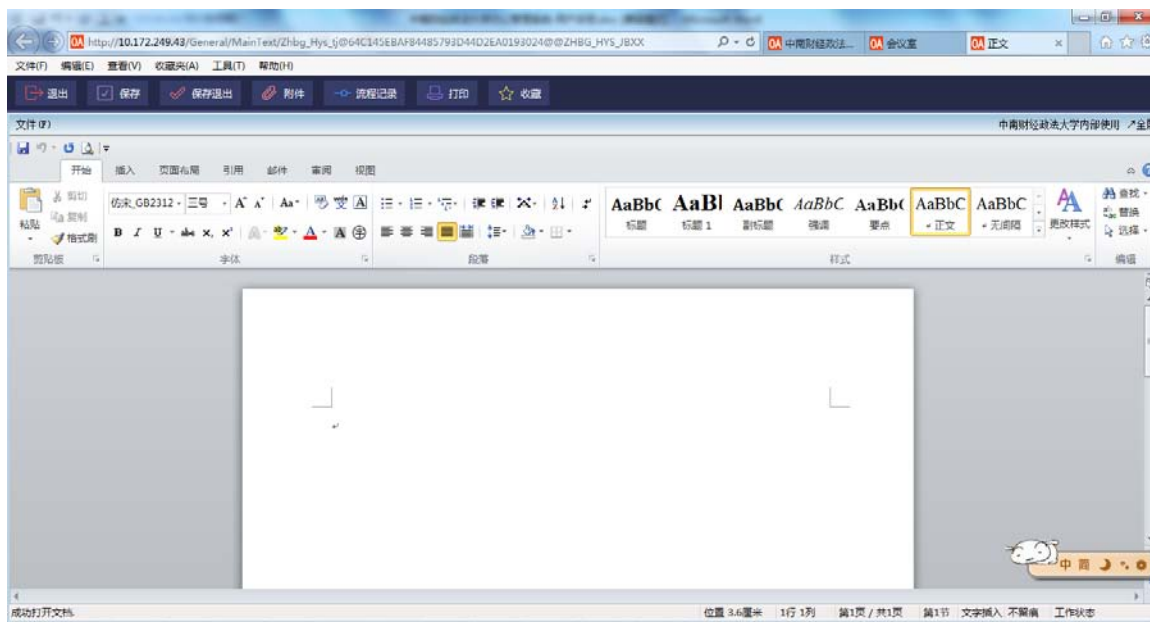 http://10.172.249.43/General/MainText/Zhbg_Hys_tj@64C145EBAFB4485793D44D2EA0193024@@ZHBG_HYS_JBXX
OA 中南财经政法... OA 会议室 OA 正文
文件(F) 编辑(E) 查看(V) 收藏夹(A) 工具(T) 帮助(H)
退出 保存 保存退出 附件 流程记录 打印 收藏
文件(F) 中南财经政法大学内部使用
开始 插入 页面布局 引用 邮件 审阅 视图
剪切 仿宋_GB2312 三号 AaBbC AaBl AaBbC AaBbC AaBbC AaBbC AaBbC 查找
复制 替换
粘贴 格式刷 标题 标题 1 副标题 强调 要点 正文 无间隔 更改样式 选择
剪贴板 字体 段落 样式 编辑
中 简
成功打开文档. 位置 3.6厘米 1行 1列 第1页 / 共1页 第1节 文字插入 不留痕 工作状态